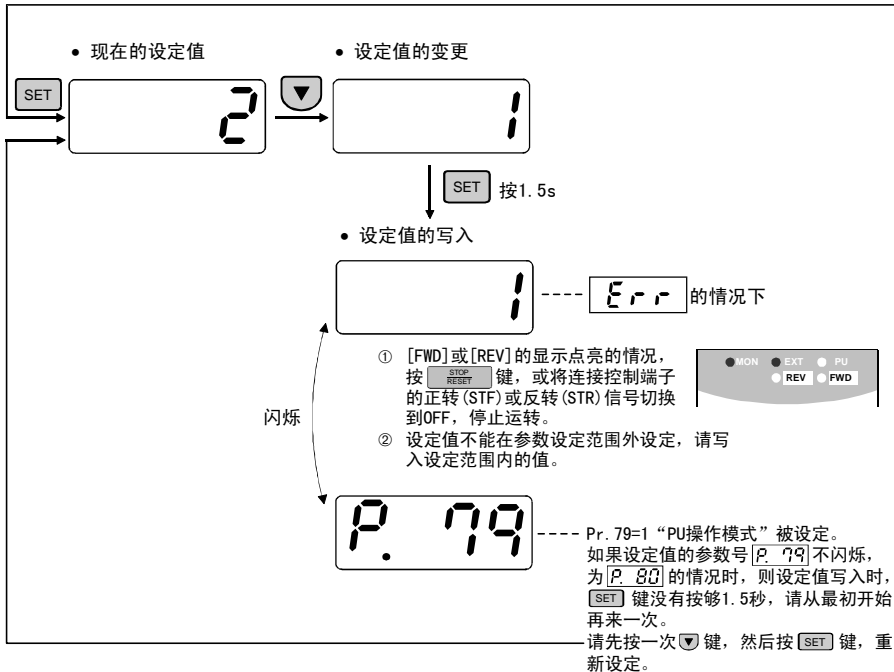 • 现在的设定值
• 设定值的变更
SET
2
▼
1
SET 按1.5s
• 设定值的写入
1
Err 的情况下
① [FWD]或[REV]的显示点亮的情况，
按 STOP RESET 键，或将连接控制端子
的正转(STF)或反转(STR)信号切换
到OFF，停止运转。
② 设定值不能在参数设定范围外设定，请写
入设定范围内的值。
MON EXT PU
REV FWD
闪烁
P. 79
Pr.79=1“PU操作模式”被设定。
如果设定值的参数号 P. 79 不闪烁，
为 P. 80 的情况时，则设定值写入时，
SET 键没有按够1.5秒，请从最初开始
再来一次。
请先按一次 ▼ 键，然后按 SET 键，重
新设定。